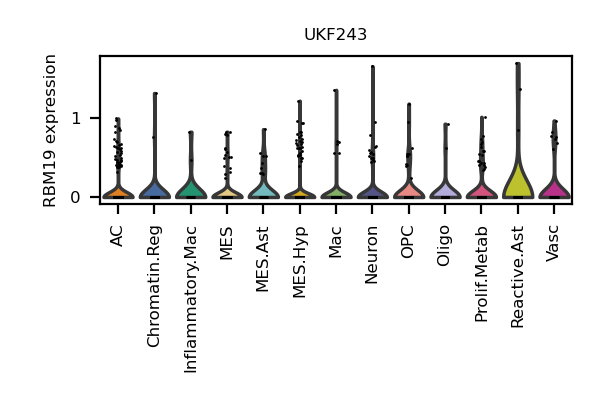 UKF243
RBM19 expression
1
0
AC
Chromatin.Reg
Inflammatory.Mac
MES
MES.Ast
MES.Hyp
Mac
Neuron
OPC
Oligo
Prolif.Metab
Reactive.Ast
Vasc